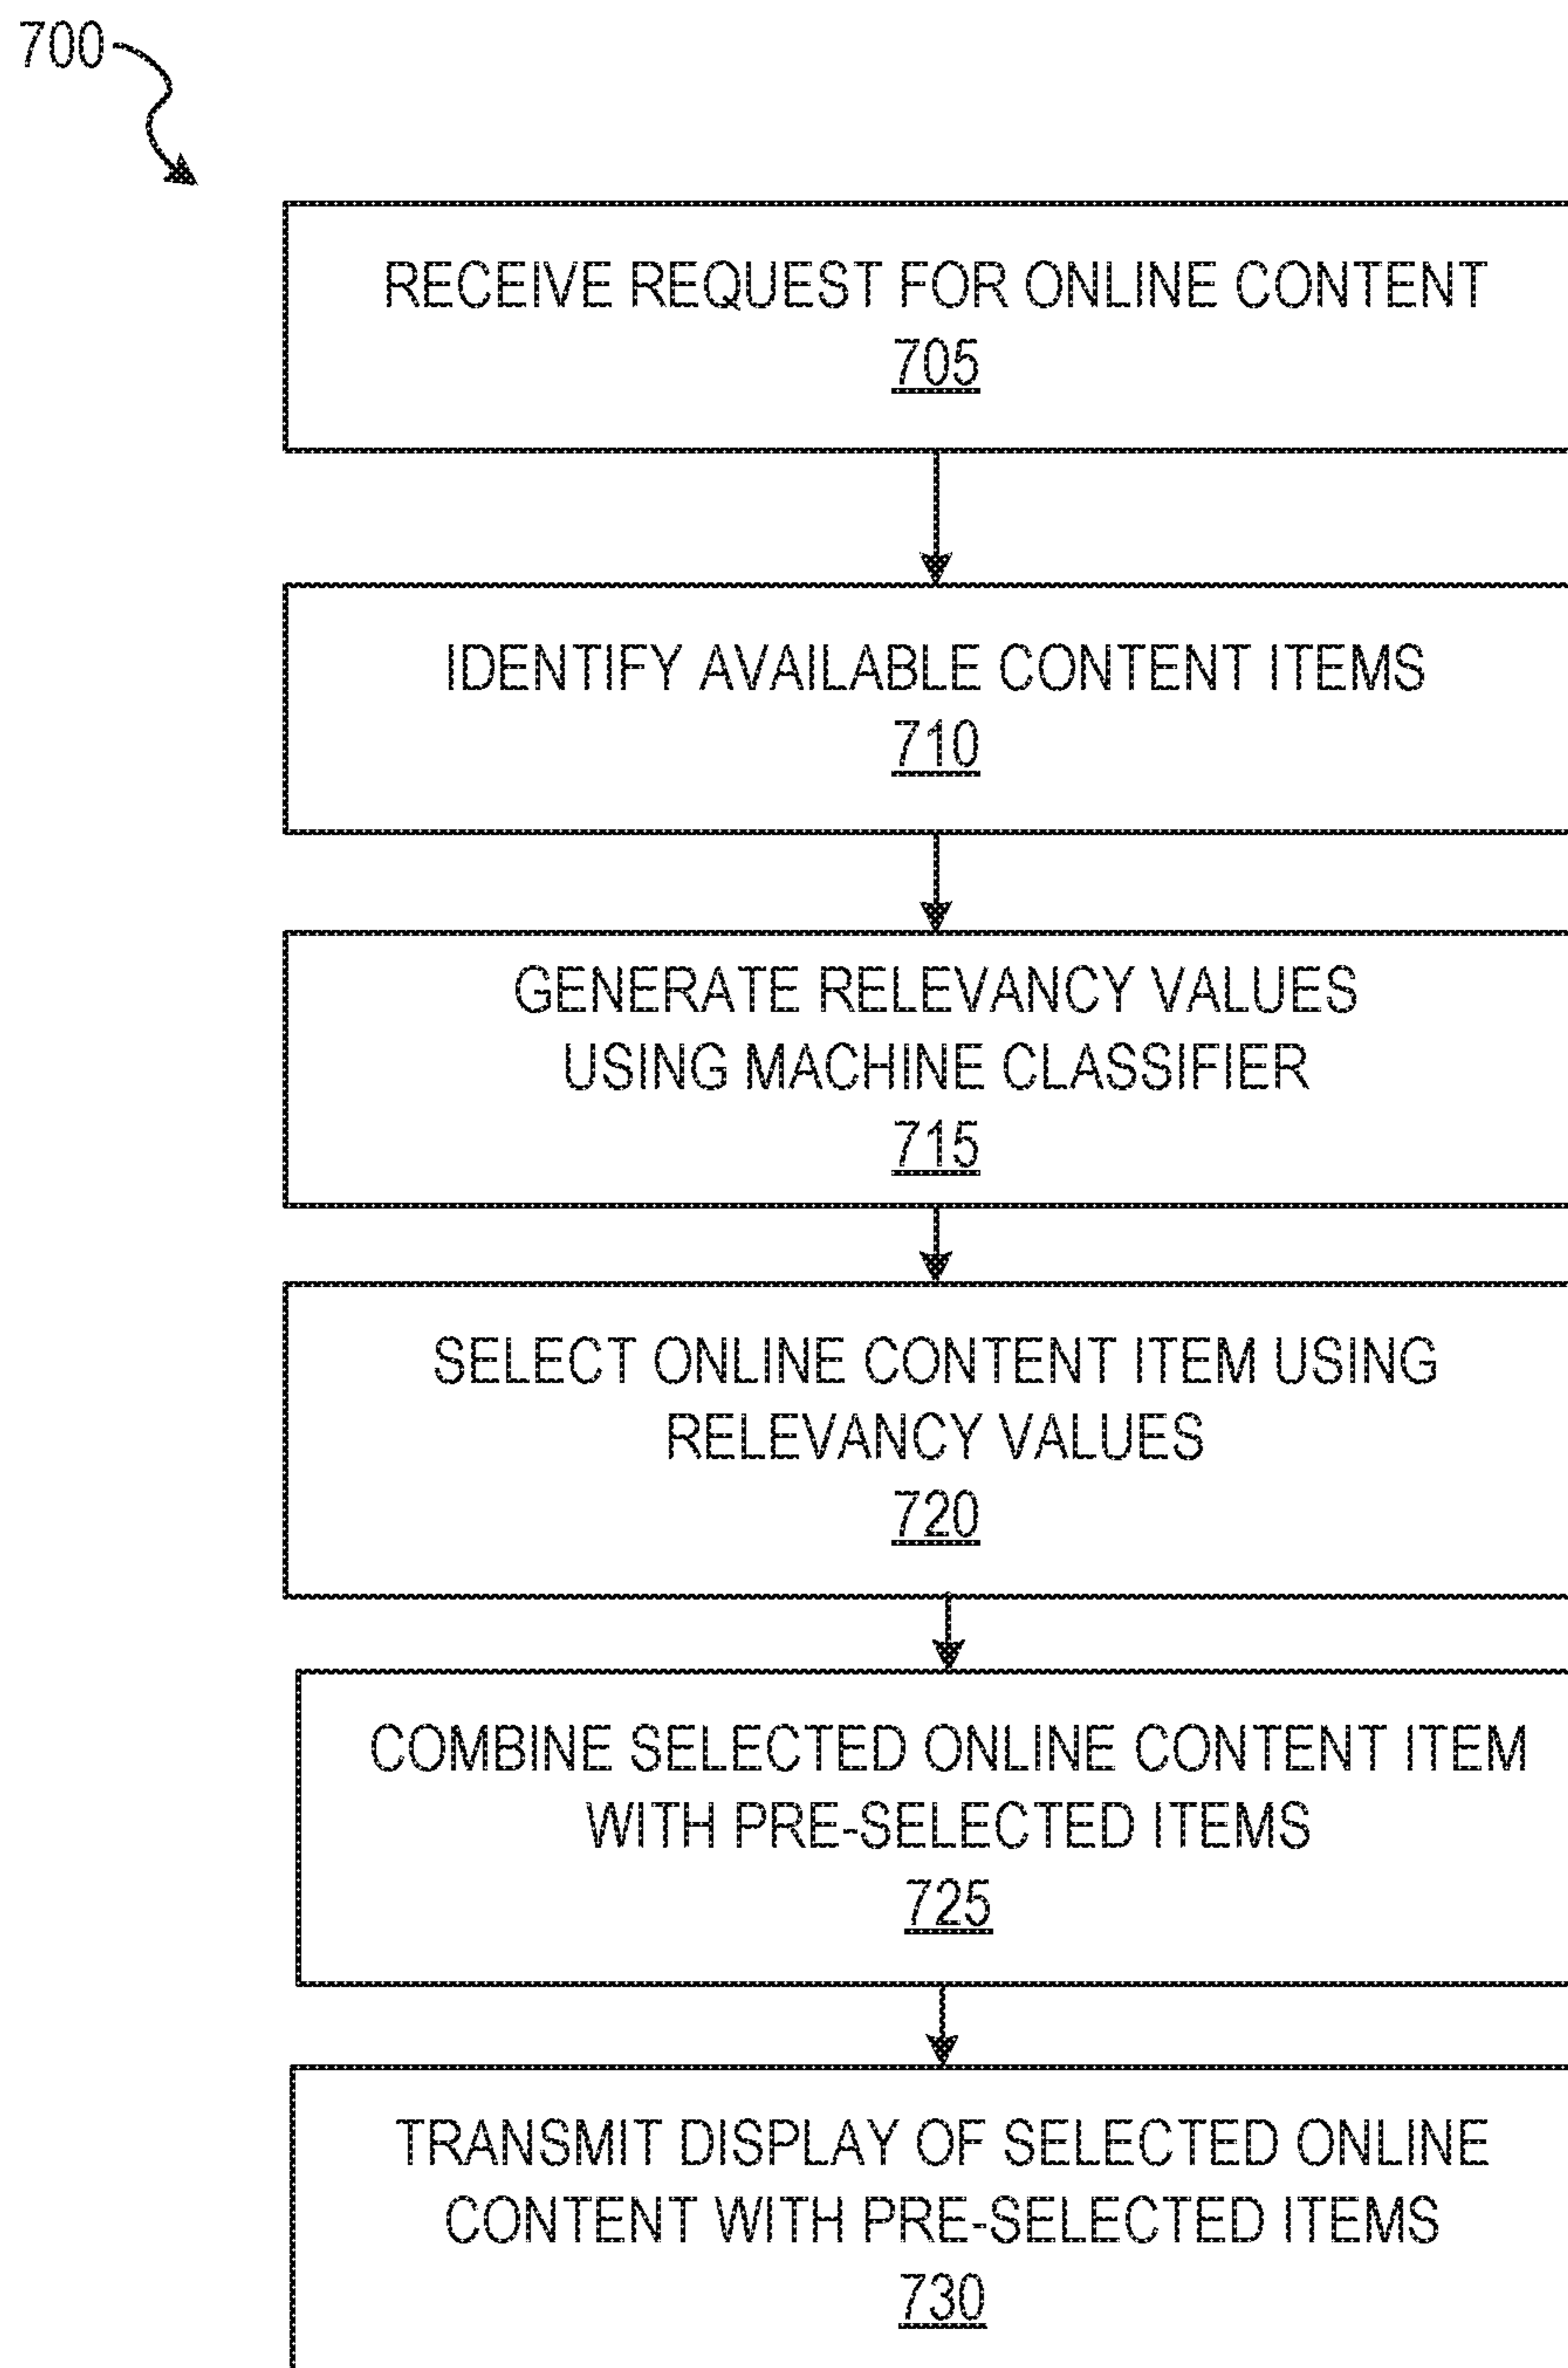 700
RECEIVE REQUEST FOR ONLINE CONTENT
705
IDENTIFY AVAILABLE CONTENT ITEMS
710
GENERATE RELEVANCY VALUES
USING MACHINE CLASSIFIER
715
SELECT ONLINE CONTENT ITEM USING
RELEVANCY VALUES
720
COMBINE SELECTED ONLINE CONTENT ITEM
WITH PRE-SELECTED ITEMS
725
TRANSMIT DISPLAY OF SELECTED ONLINE
CONTENT WITH PRE-SELECTED ITEMS
730